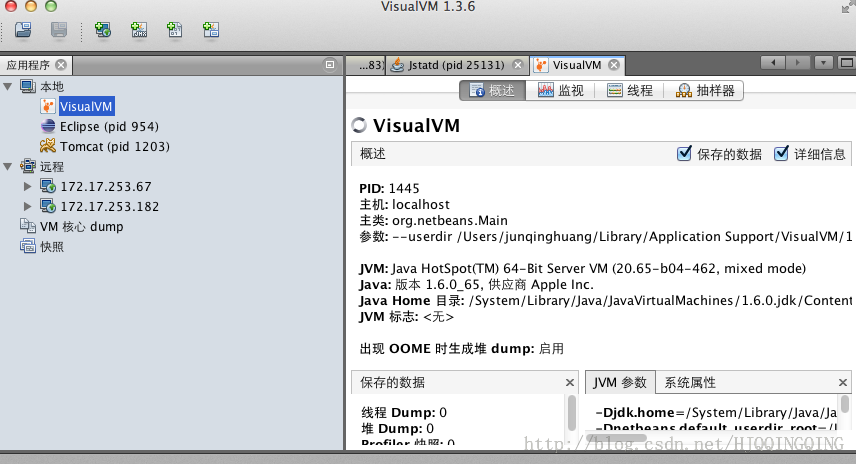 VisualVM 1.3.6
应用程序
...83)
Jstatd (pid 25131)
VisualVM
本地
VisualVM
Eclipse (pid 954)
Tomcat (pid 1203)
远程
172.17.253.67
172.17.253.182
VM 核心 dump
快照
概述 监视 线程 抽样器
VisualVM
概述 保存的数据 详细信息
PID: 1445
主机: localhost
主类: org.netbeans.Main
参数: --userdir /Users/junqinghuang/Library/Application Support/VisualVM/1
JVM: Java HotSpot(TM) 64-Bit Server VM (20.65-b04-462, mixed mode)
Java: 版本 1.6.0_65, 供应商 Apple Inc.
Java Home 目录: /System/Library/Java/JavaVirtualMachines/1.6.0.jdk/Content
JVM 标志: <无>
出现 OOME 时生成堆 dump: 启用
保存的数据
线程 Dump: 0
堆 Dump: 0
Profiler 快照: 0
JVM 参数 系统属性
-Djdk.home=/System/Library/Java/Ja
-Dnetbeans.default_userdir_root=/
http://blog.csdn.net/HIQQINGQING